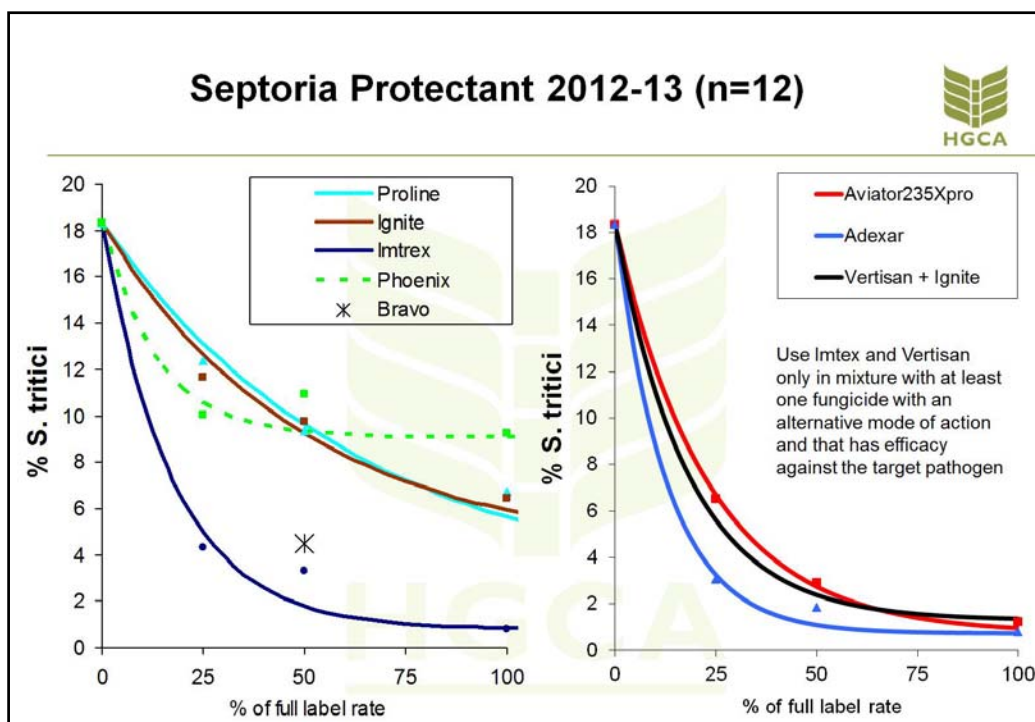 Septoria Protectant 2012-13 (n=12)
HGCA
20
18
16
14
12
10
8
6
4
2
0
% S. tritici
0
25
50
75
100
% of full label rate
Proline
Ignite
Imtrex
Phoenix
Bravo
20
18
16
14
12
10
8
6
4
2
0
% S. tritici
0
25
50
75
100
% of full label rate
Aviator235Xpro
Adexar
Vertisan + Ignite
Use Imtex and Vertisan
only in mixture with at least
one fungicide with an
alternative mode of action
and that has efficacy
against the target pathogen
HGCA